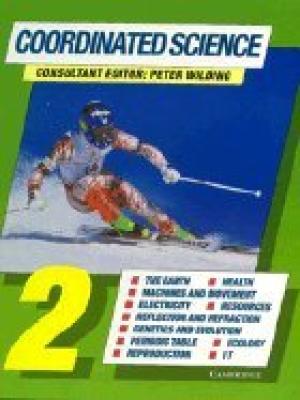 COORDINATED SCIENCE
CONSULTANT EDITOR: PETER WILDING
2
THE EARTH HEALTH
MACHINES AND MOVEMENT
ELECTRICITY RESOURCES
REFLECTION AND REFRACTION
GENETICS AND EVOLUTION
PERIODIC TABLE ECOLOGY
REPRODUCTION IT
CAMBRIDGE